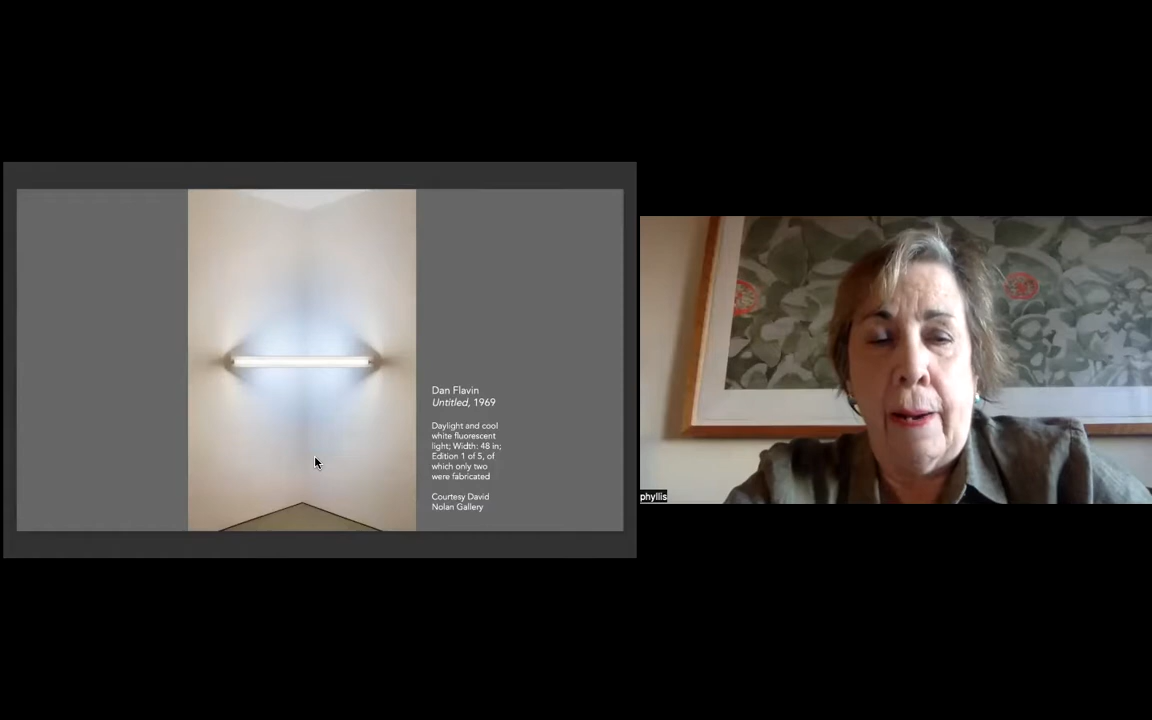 Dan Flavin
Untitled, 1969
Daylight and cool
white fluorescent
light; Width: 48 in;
Edition 1 of 5, of
which only two
were fabricated
Courtesy David
Nolan Gallery
phyllis